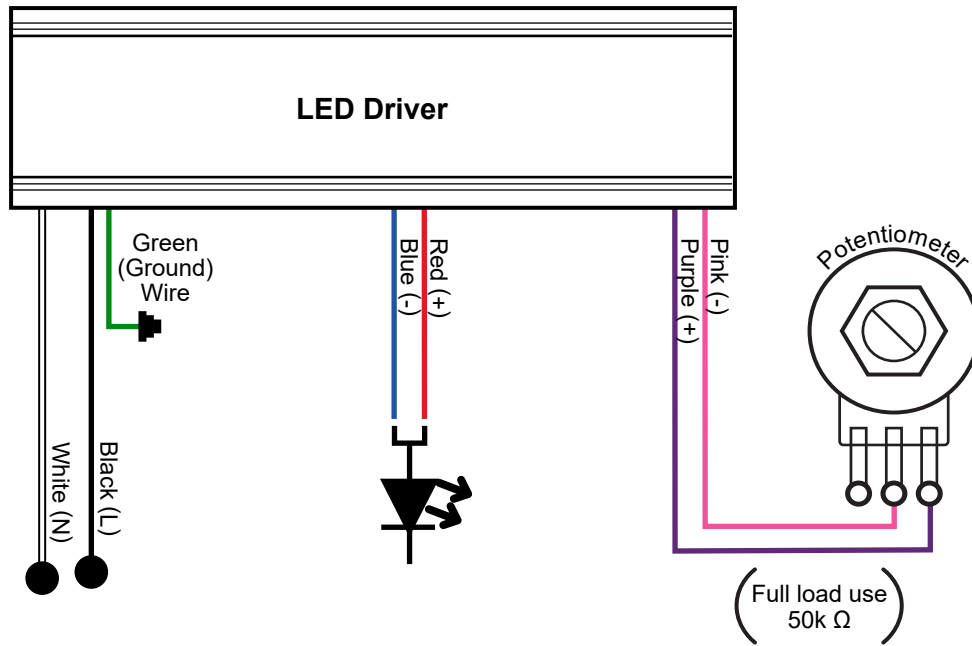 LED Driver
Green
(Ground)
Wire
White (N)
Black (L)
Blue (-)
Red (+)
Purple (+)
Pink (-)
Potentiometer
Full load use
50k Ω